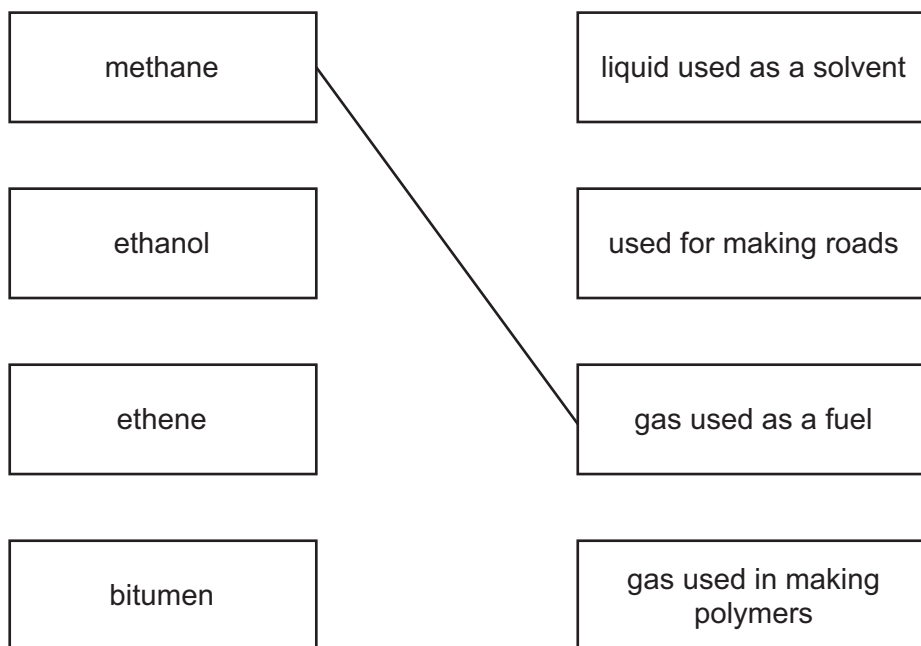 methane
liquid used as a solvent
ethanol
used for making roads
ethene
gas used as a fuel
bitumen
gas used in making
polymers